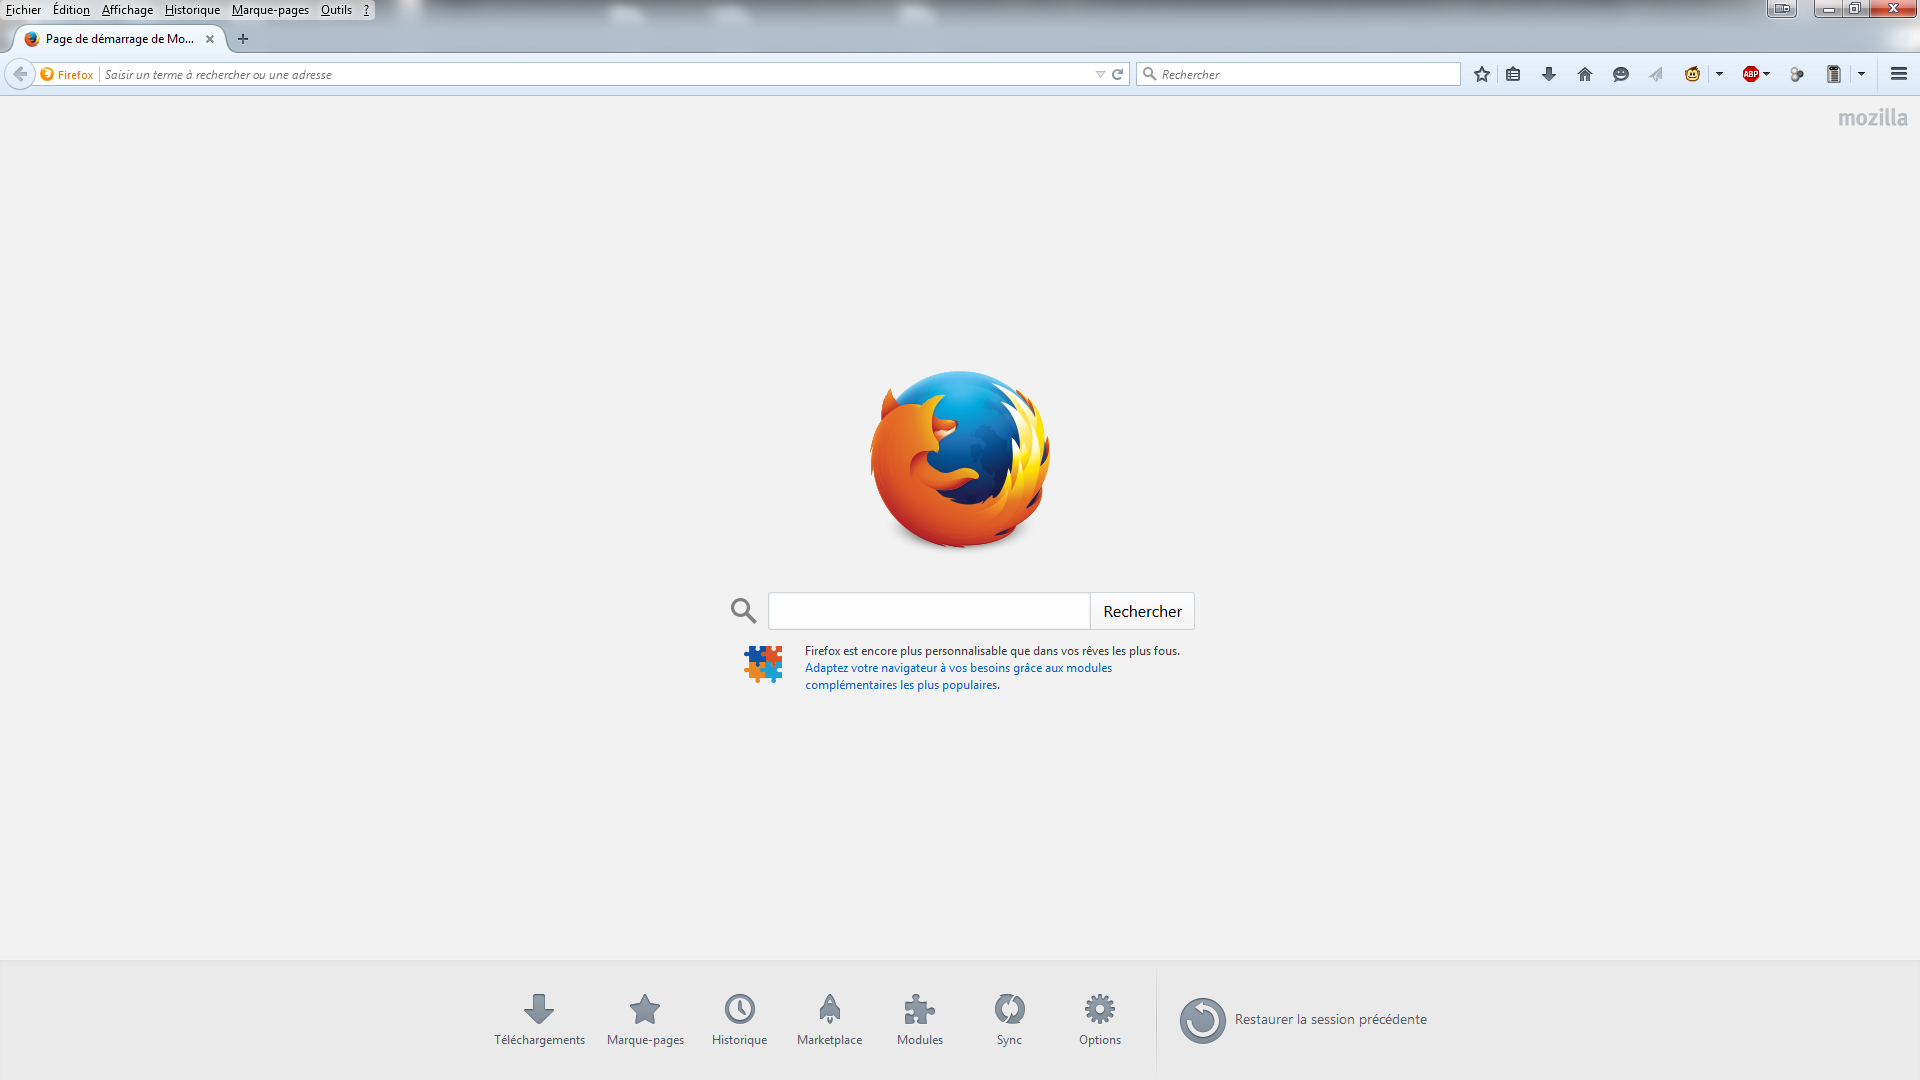 Fichier Édition Affichage Historique Marque-pages Outils ?
Page de démarrage de Mo...
Firefox Saisir un terme à rechercher ou une adresse
Rechercher
ABP
mozilla
Rechercher
Firefox est encore plus personnalisable que dans vos rêves les plus fous.
Adaptez votre navigateur à vos besoins grâce aux modules
complémentaires les plus populaires.
Téléchargements Marque-pages Historique Marketplace Modules Sync Options
Restaurer la session précédente